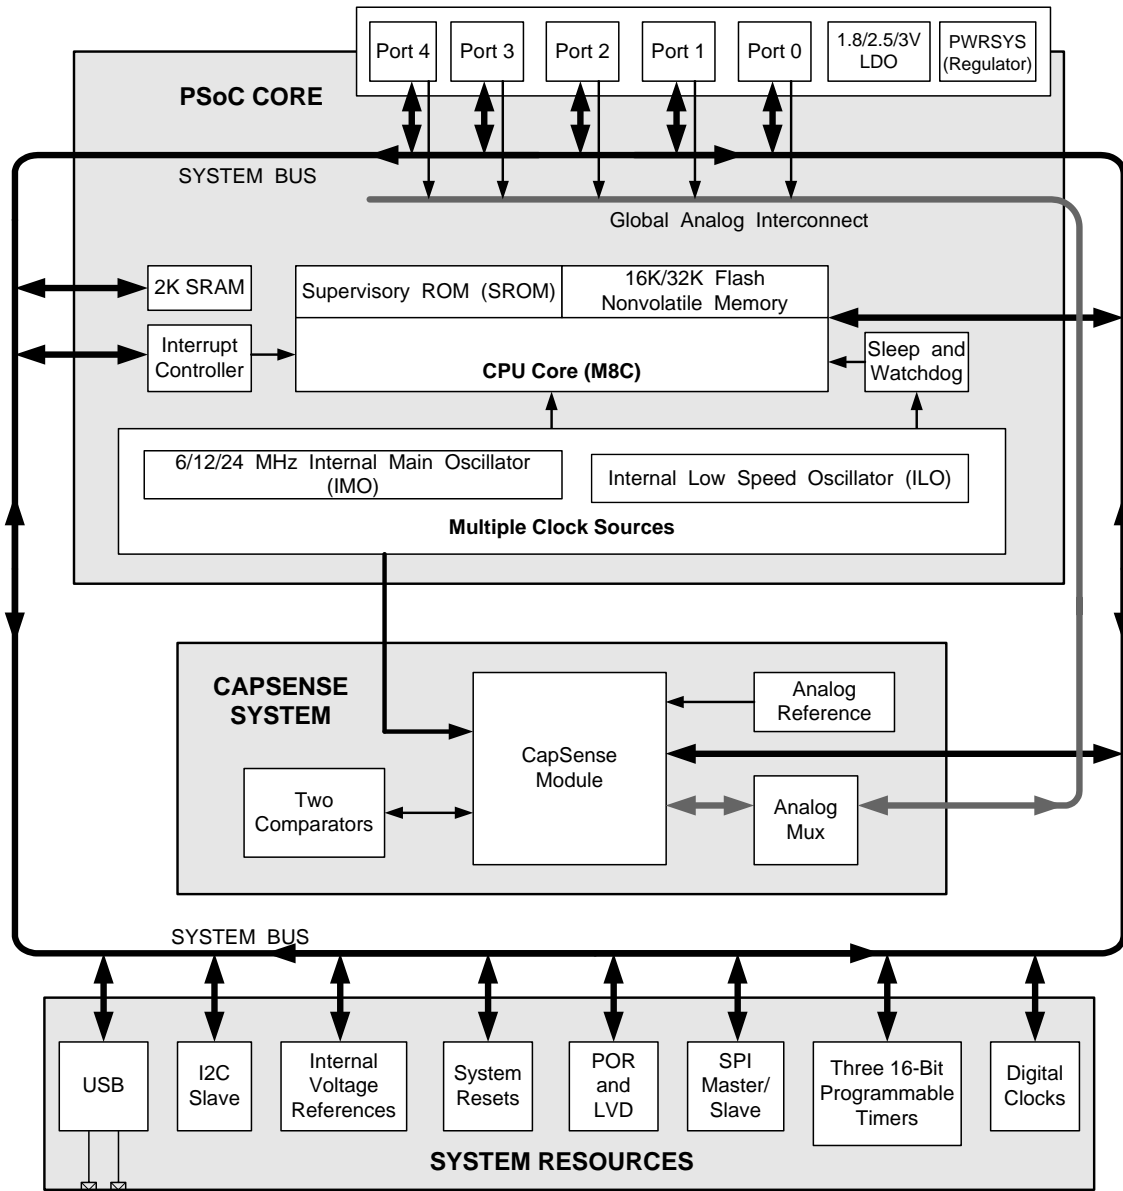 Port 4
Port 3
Port 2
Port 1
Port 0
1.8/2.5/3V
LDO
PWRSYS
(Regulator)
PSoC CORE
SYSTEM BUS
Global Analog Interconnect
2K SRAM
Supervisory ROM (SROM)
16K/32K Flash
Nonvolatile Memory
Interrupt
Controller
CPU Core (M8C)
Sleep and
Watchdog
6/12/24 MHz Internal Main Oscillator
(IMO)
Internal Low Speed Oscillator (ILO)
Multiple Clock Sources
CAPSENSE
SYSTEM
CapSense
Module
Analog
Reference
Two
Comparators
Analog
Mux
SYSTEM BUS
USB
I2C
Slave
Internal
Voltage
References
System
Resets
POR
and
LVD
SPI
Master/
Slave
Three 16-Bit
Programmable
Timers
Digital
Clocks
SYSTEM RESOURCES